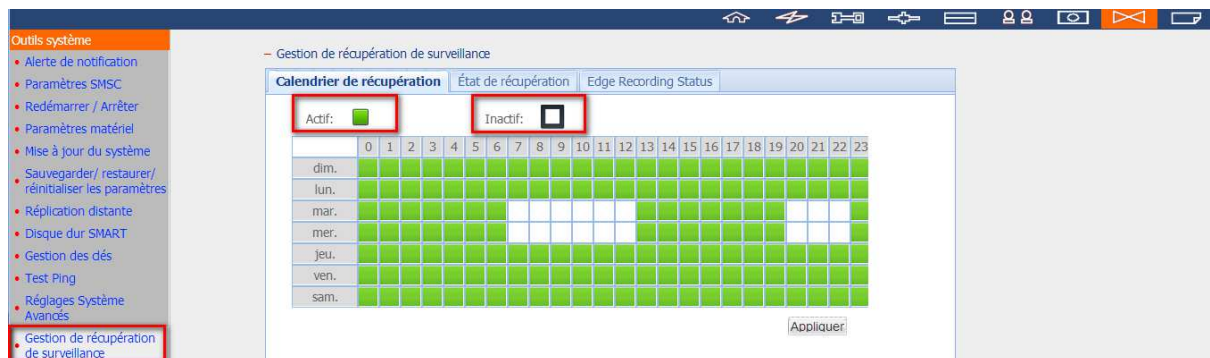 Outils système
Alerte de notification
Paramètres SMSC
Redémarrer / Arrêter
Paramètres matériel
Mise à jour du système
Sauvegarder/ restaurer/
réinitialiser les paramètres
Réplication distante
Disque dur SMART
Gestion des clés
Test Ping
Réglages Système
Avancés
Gestion de récupération
de surveillance
– Gestion de récupération de surveillance
Calendrier de récupération État de récupération Edge Recording Status
Actif: Inactif:
0 1 2 3 4 5 6 7 8 9 10 11 12 13 14 15 16 17 18 19 20 21 22 23
dim.
lun.
mar.
mer.
jeu.
ven.
sam.
Appliquer